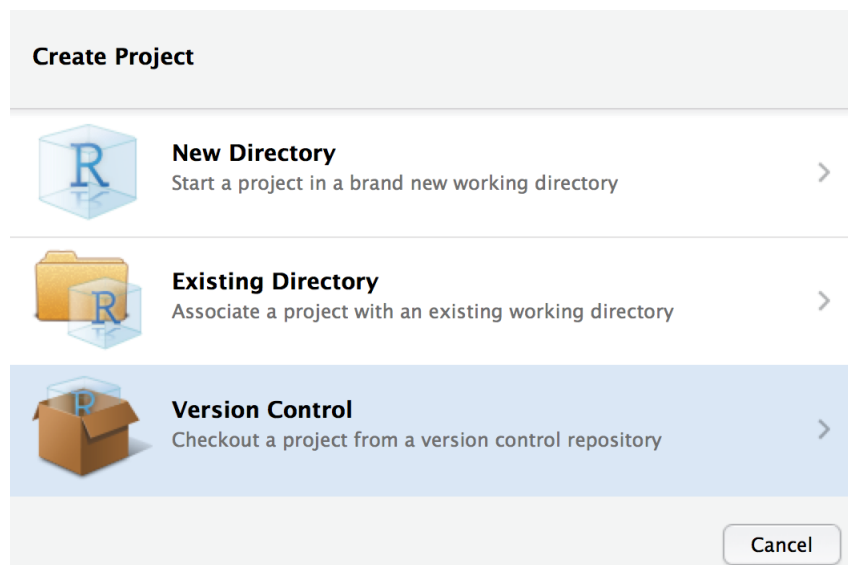 Create Project
R
New Directory
Start a project in a brand new working directory
R
Existing Directory
Associate a project with an existing working directory
R
Version Control
Checkout a project from a version control repository
Cancel